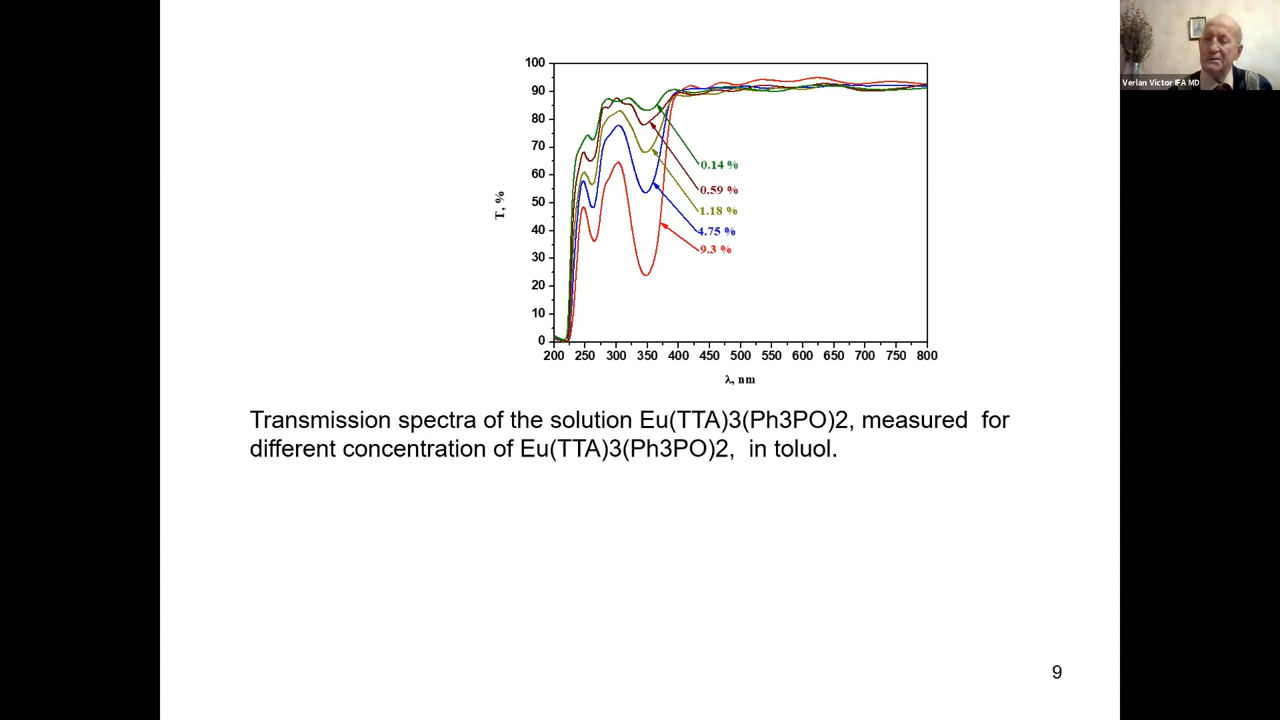 Verlan Victor IFA MD
100
90
80
70
60
50
40
30
20
10
0
T, %
0.14 %
0.59 %
1.18 %
4.75 %
9.3 %
200 250 300 350 400 450 500 550 600 650 700 750 800
λ, nm
Transmission spectra of the solution Eu(TTA)3(Ph3PO)2, measured for
different concentration of Eu(TTA)3(Ph3PO)2, in toluol.
9